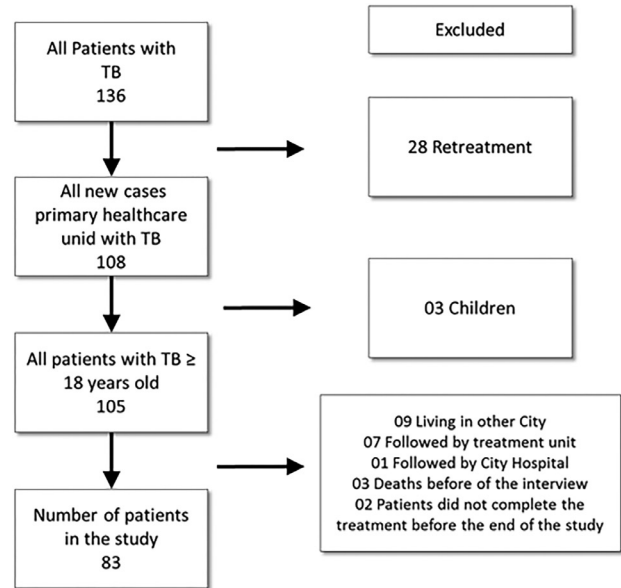 All Patients with
TB
136
Excluded
28 Retreatment
All new cases
primary healthcare
unid with TB
108
03 Children
All patients with TB ≥
18 years old
105
09 Living in other City
07 Followed by treatment unit
01 Followed by City Hospital
03 Deaths before of the interview
02 Patients did not complete the
treatment before the end of the study
Number of patients
in the study
83